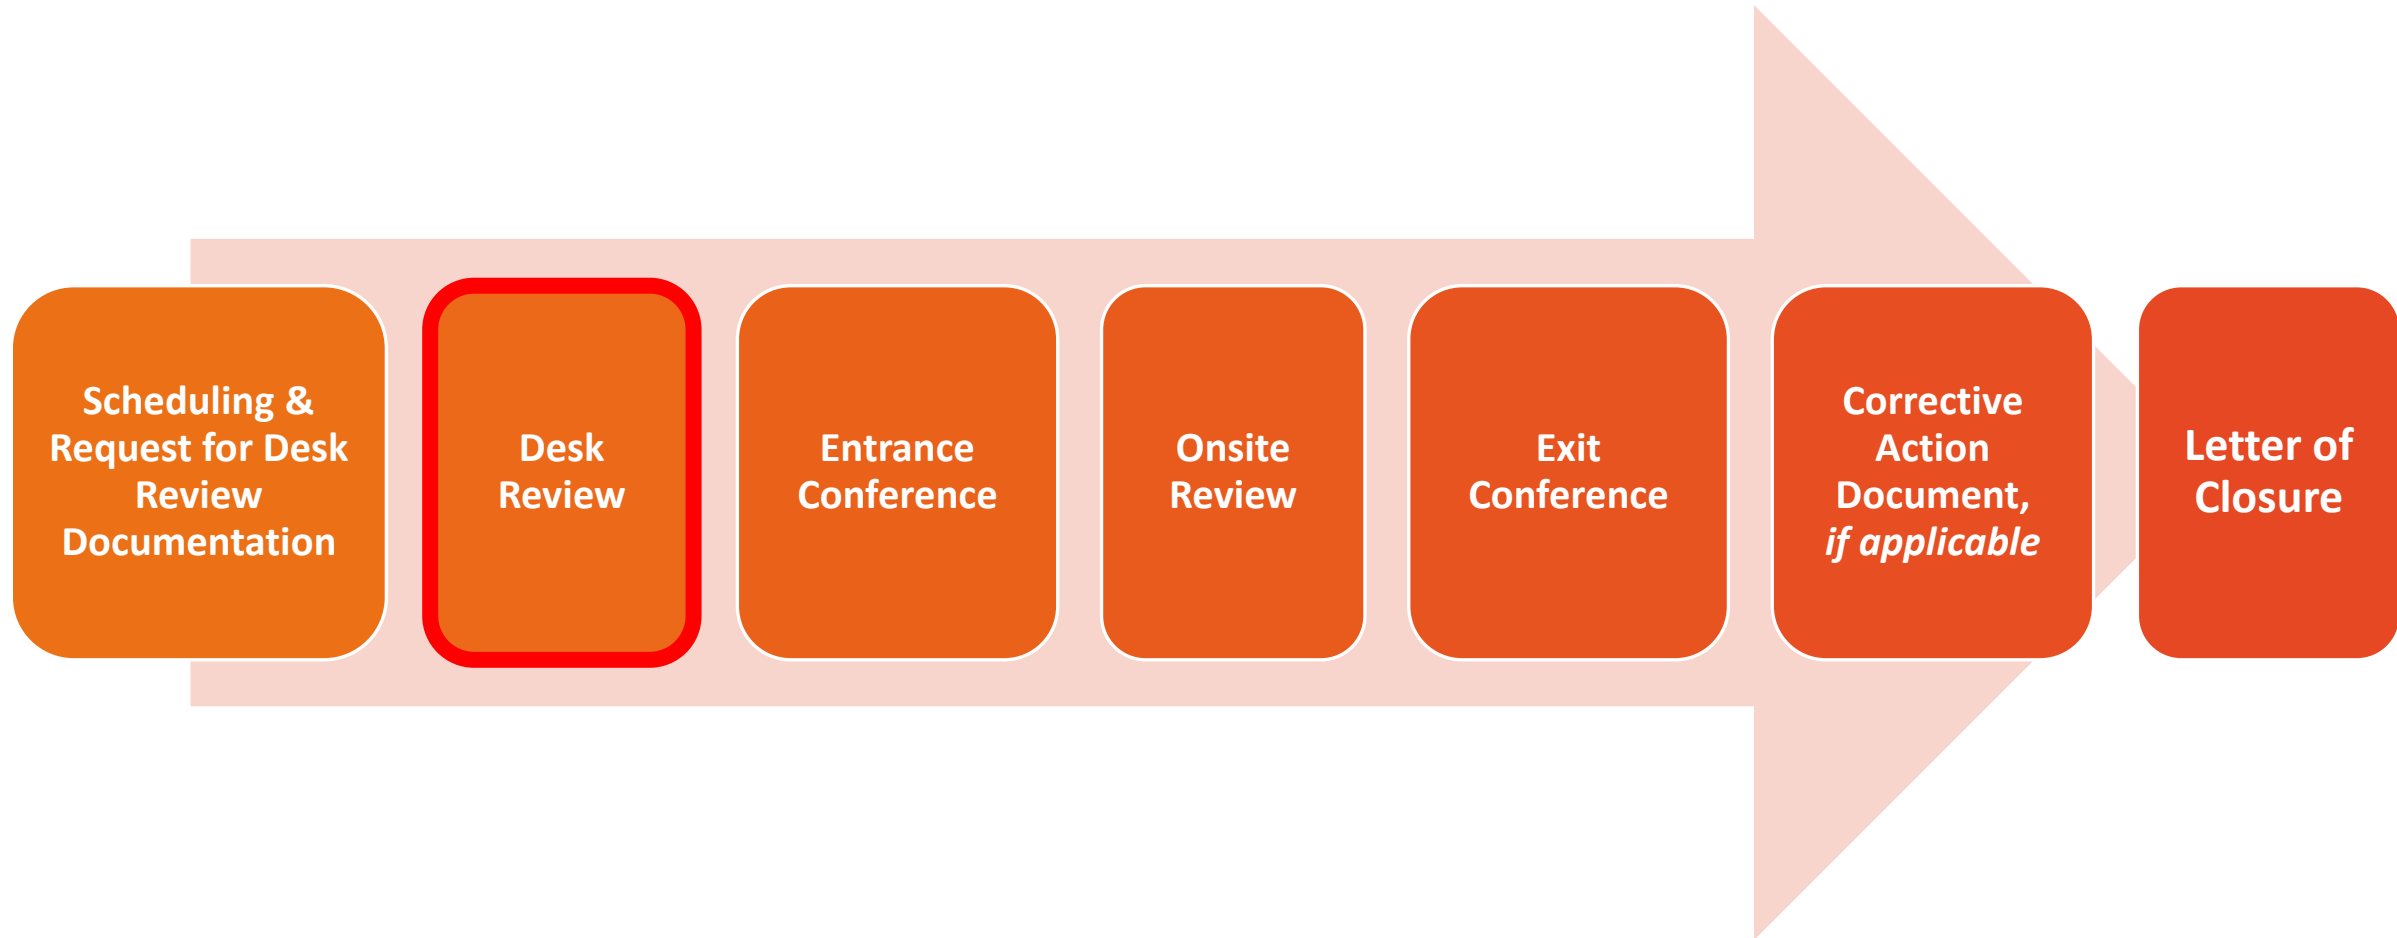 Scheduling &
Request for Desk
Review
Documentation
Desk
Review
Entrance
Conference
Onsite
Review
Exit
Conference
Corrective
Action
Document,
if applicable
Letter of
Closure